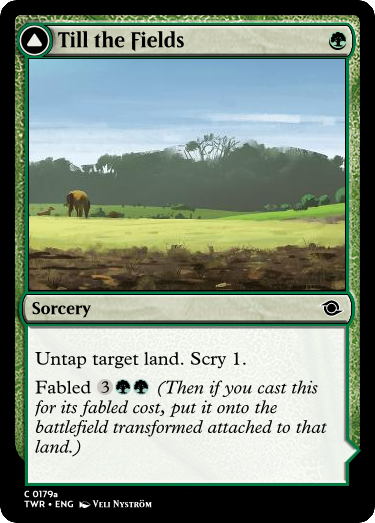 Till the Fields
Sorcery
Untap target land. Scry 1.
Fabled 3 (Then if you cast this
for its fabled cost, put it onto the
battlefield transformed attached to that
land.)
C 0179a
TWR • ENG Veli Nyström